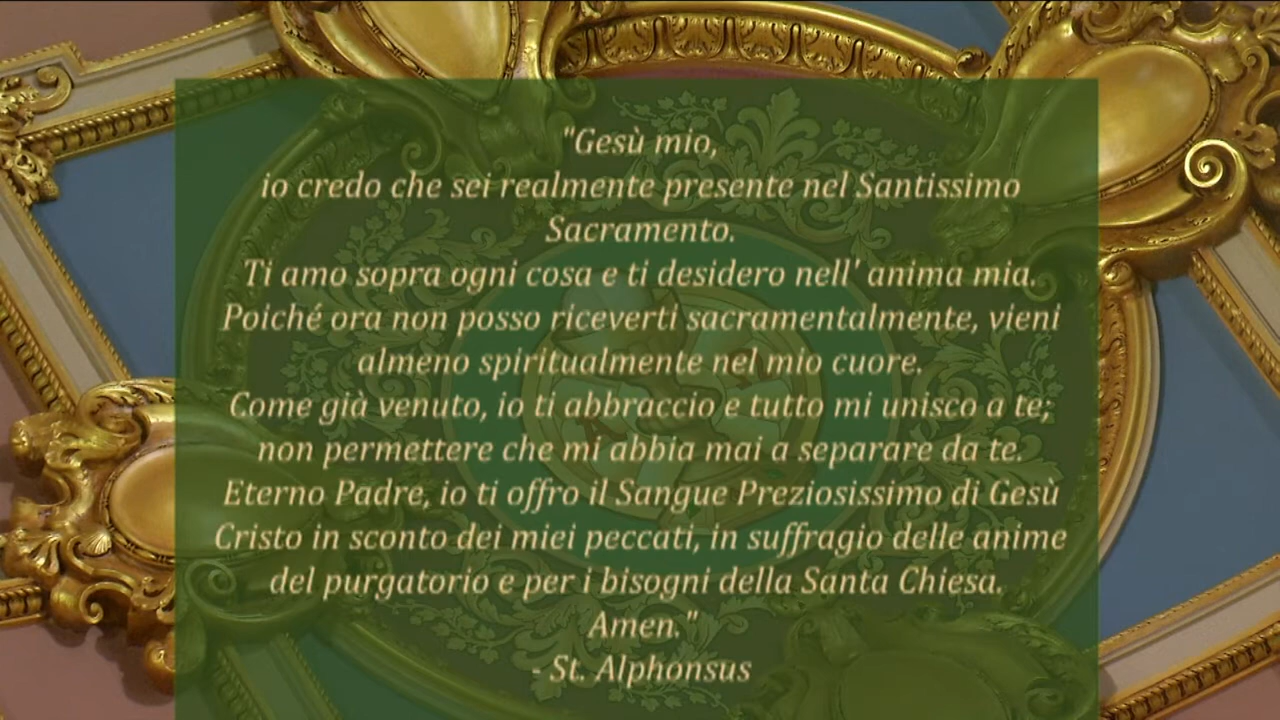 "Gesù mio,
io credo che sei realmente presente nel Santissimo
Sacramento.
Ti amo sopra ogni cosa e ti desidero nell' anima mia.
Poiché ora non posso riceverti sacramentalmente, vieni
almeno spiritualmente nel mio cuore.
Come già venuto, io ti abbraccio e tutto mi unisco a te;
non permettere che mi abbia mai a separare da te.
Eterno Padre, io ti offro il Sangue Preziosissimo di Gesù
Cristo in sconto dei miei peccati, in suffragio delle anime
del purgatorio e per i bisogni della Santa Chiesa.
Amen."
- St. Alphonsus